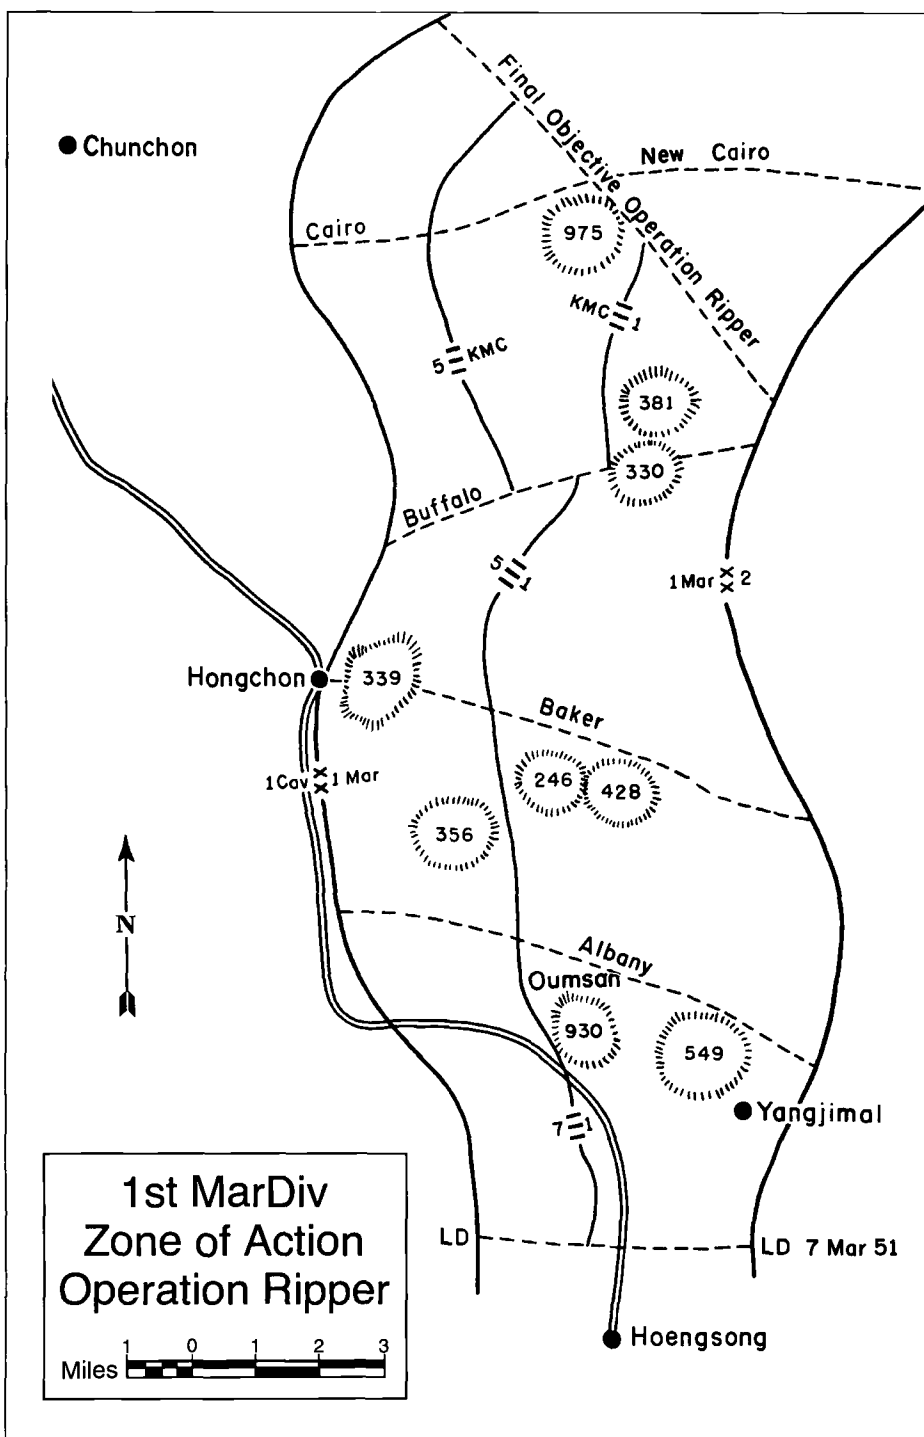 Final Objective Operation Ripper
Chunchon
New Cairo
Cairo
975
KMC 1
5 KMC
381
330
Buffalo
5 1
1 Mar 2
Hongchon
339
Baker
1 Cav 1 Mar
246
428
356
N
Albany
Oumsan
930
549
Yangjimal
7 1
1st MarDiv
Zone of Action
Operation Ripper
LD
LD 7 Mar 51
Hoengsong
1 0 1 2 3
Miles